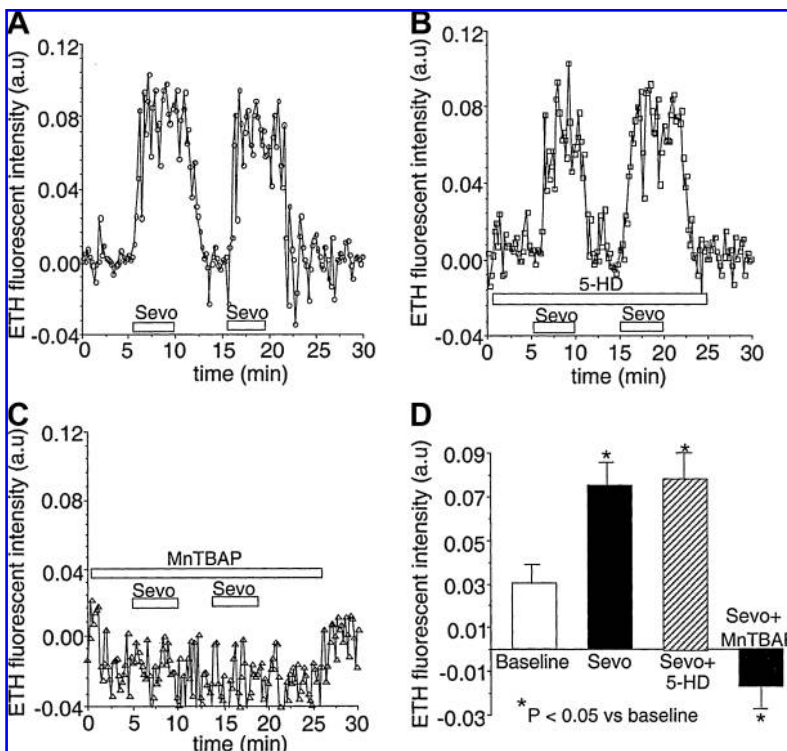 A
ETH fluorescent intensity (a.u)
0.12
0.08
0.04
0.00
-0.04
Sevo
Sevo
0 5 10 15 20 25 30
time (min)
B
ETH fluorescent intensity (a.u)
0.12
0.08
0.04
0.00
-0.04
5-HD
Sevo
Sevo
0 5 10 15 20 25 30
time (min)
C
ETH fluorescent intensity (a.u)
0.12
0.08
0.04
0.00
-0.04
MnTBAP
Sevo
Sevo
0 5 10 15 20 25 30
time (min)
D
ETH fluorescent intensity (a.u)
0.09
0.07
0.05
0.03
0.01
-0.01
-0.03
*
*
Sevo+
MnTBAP
Baseline
Sevo
Sevo+
5-HD
*
* P < 0.05 vs baseline